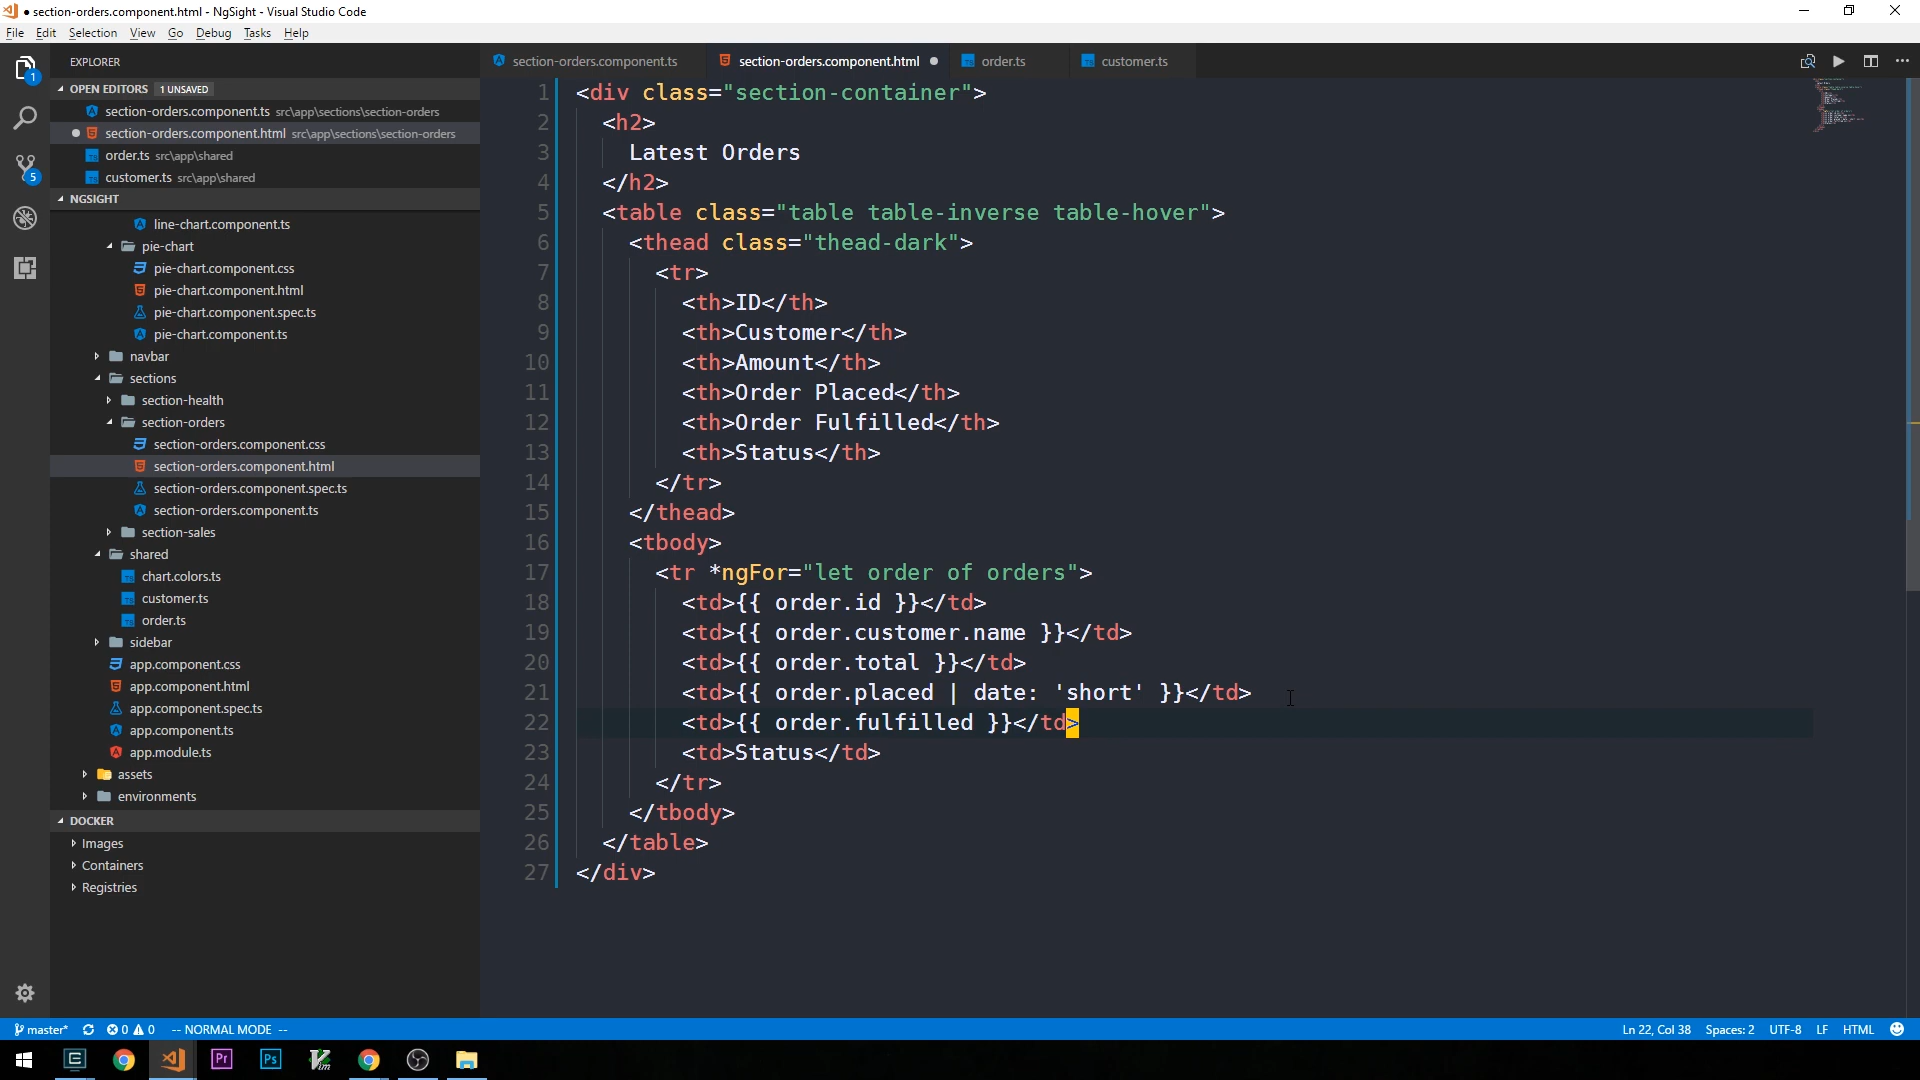 section-orders.component.html - NgSight - Visual Studio Code
File Edit Selection View Go Debug Tasks Help
EXPLORER
OPEN EDITORS 1 UNSAVED
section-orders.component.ts src\app\sections\section-orders
section-orders.component.html src\app\sections\section-orders
order.ts src\app\shared
customer.ts src\app\shared
NGSIGHT
line-chart.component.ts
pie-chart
pie-chart.component.css
pie-chart.component.html
pie-chart.component.spec.ts
pie-chart.component.ts
navbar
sections
section-health
section-orders
section-orders.component.css
section-orders.component.html
section-orders.component.spec.ts
section-orders.component.ts
section-sales
shared
chart.colors.ts
customer.ts
order.ts
sidebar
app.component.css
app.component.html
app.component.spec.ts
app.component.ts
app.module.ts
assets
environments
DOCKER
Images
Containers
Registries
1
5
section-orders.component.ts section-orders.component.html order.ts customer.ts
1 <div class="section-container">
2 <h2>
3 Latest Orders
4 </h2>
5 <table class="table table-inverse table-hover">
6 <thead class="thead-dark">
7 <tr>
8 <th>ID</th>
9 <th>Customer</th>
10 <th>Amount</th>
11 <th>Order Placed</th>
12 <th>Order Fulfilled</th>
13 <th>Status</th>
14 </tr>
15 </thead>
16 <tbody>
17 <tr *ngFor="let order of orders">
18 <td>{{ order.id }}</td>
19 <td>{{ order.customer.name }}</td>
20 <td>{{ order.total }}</td>
21 <td>{{ order.placed | date: 'short' }}</td>
22 <td>{{ order.fulfilled }}</td>
23 <td>Status</td>
24 </tr>
25 </tbody>
26 </table>
27 </div>
master* 0 0 -- NORMAL MODE -- Ln 22, Col 38 Spaces: 2 UTF-8 LF HTML
Pr Ps Vim